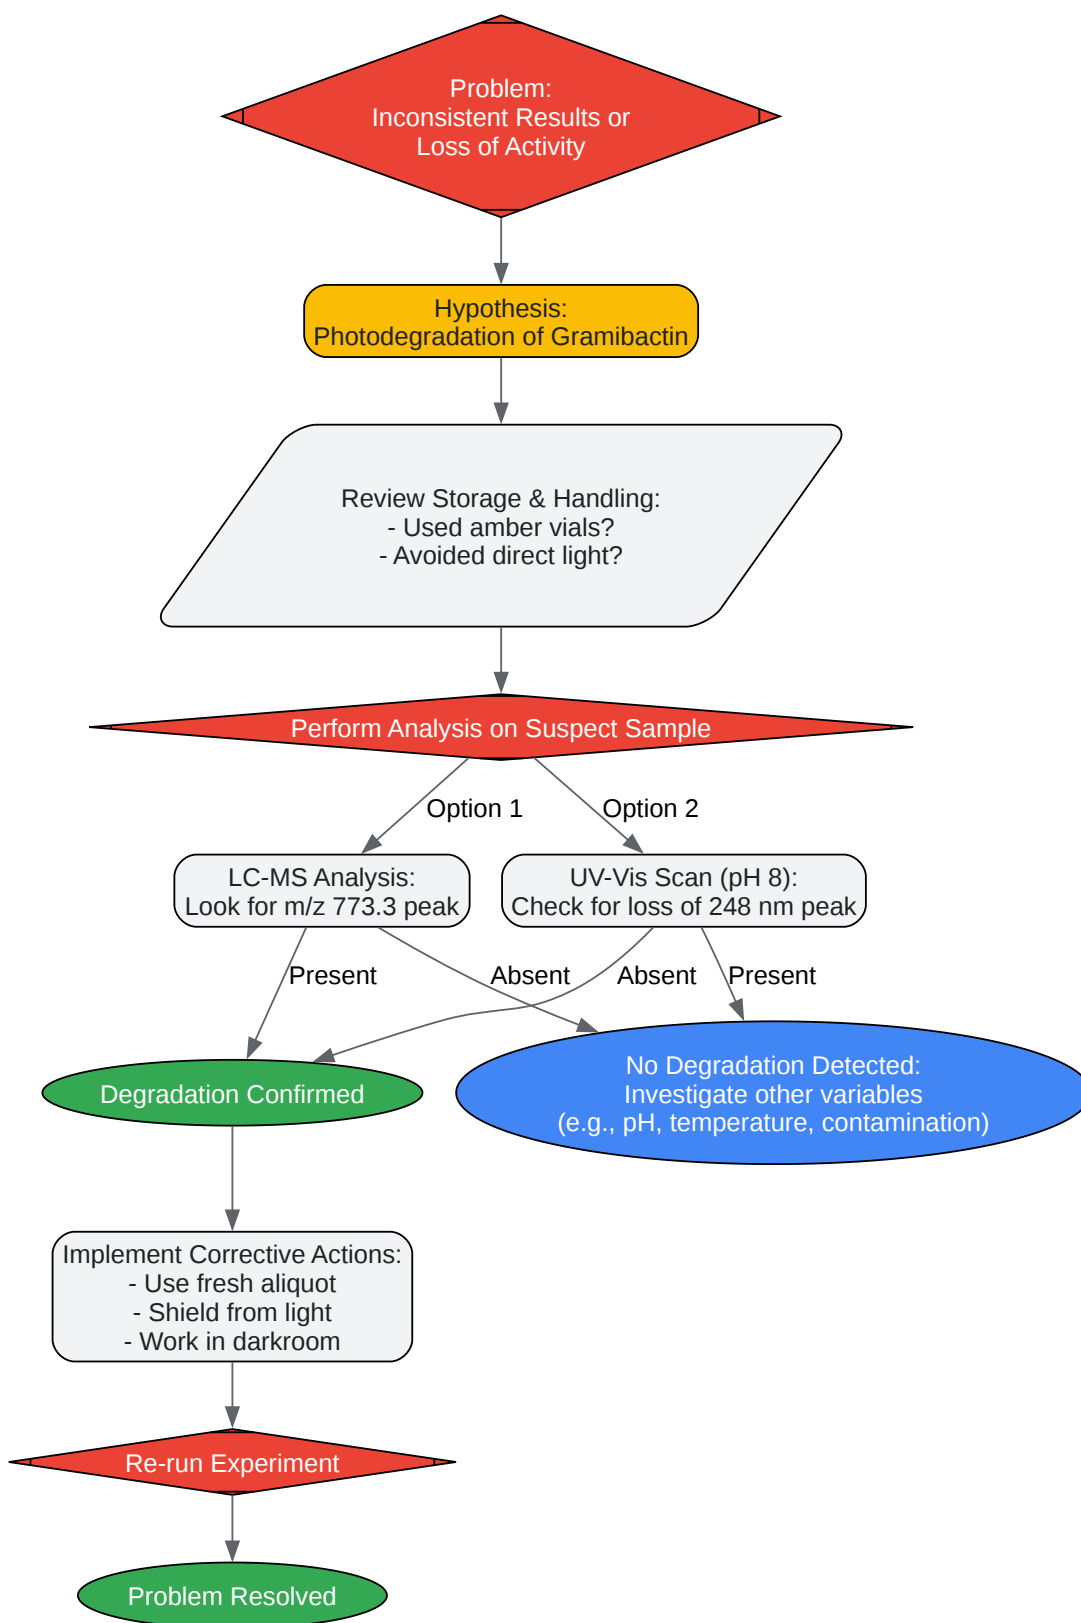 Problem:
Inconsistent Results or
Loss of Activity
Hypothesis:
Photodegradation of Gramibactin
Review Storage & Handling:
- Used amber vials?
- Avoided direct light?
Perform Analysis on Suspect Sample
Option 1
Option 2
LC-MS Analysis:
Look for m/z 773.3 peak
UV-Vis Scan (pH 8):
Check for loss of 248 nm peak
Present
Absent
Absent
Present
Degradation Confirmed
No Degradation Detected:
Investigate other variables
(e.g., pH, temperature, contamination)
Implement Corrective Actions:
- Use fresh aliquot
- Shield from light
- Work in darkroom
Re-run Experiment
Problem Resolved